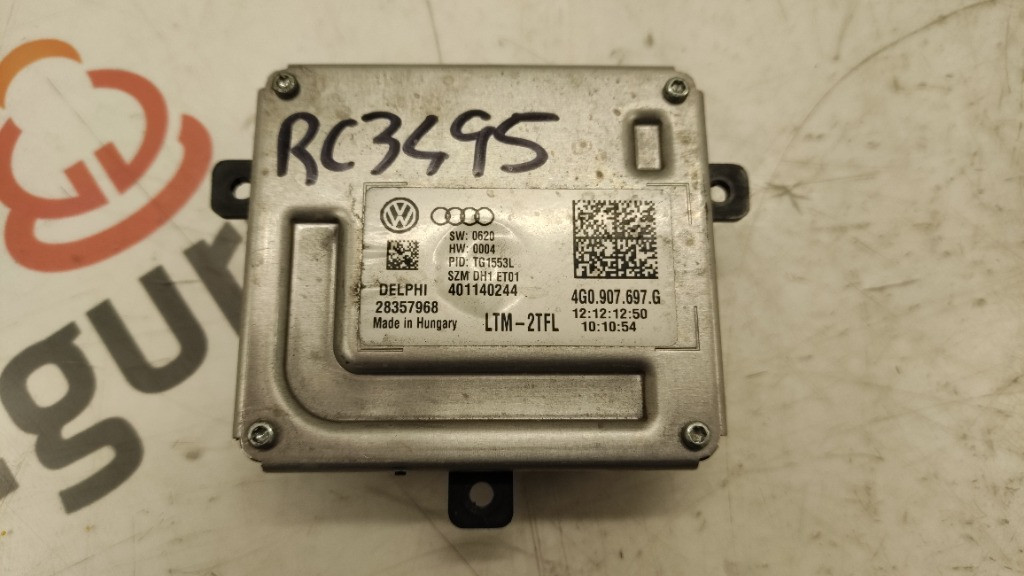 RC3495
SW: 0620
HW: 0004
PID: TG1553L
SZM DH1 ET01
DELPHI 401140244
28357968
Made in Hungary
LTM-2TFL
4G0.907.697.G
12:12:12:50
10:10:54
gur